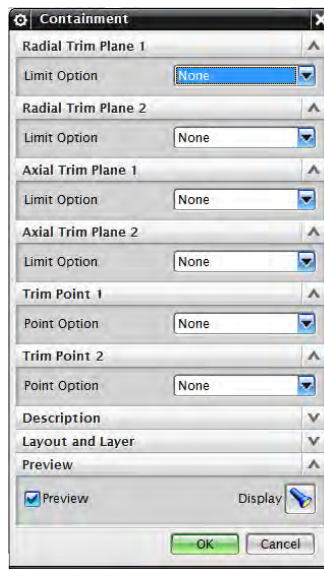 Containment
Radial Trim Plane 1
Limit Option None
Radial Trim Plane 2
Limit Option None
Axial Trim Plane 1
Limit Option None
Axial Trim Plane 2
Limit Option None
Trim Point 1
Point Option None
Trim Point 2
Point Option None
Description
Layout and Layer
Preview
Preview Display
OK Cancel